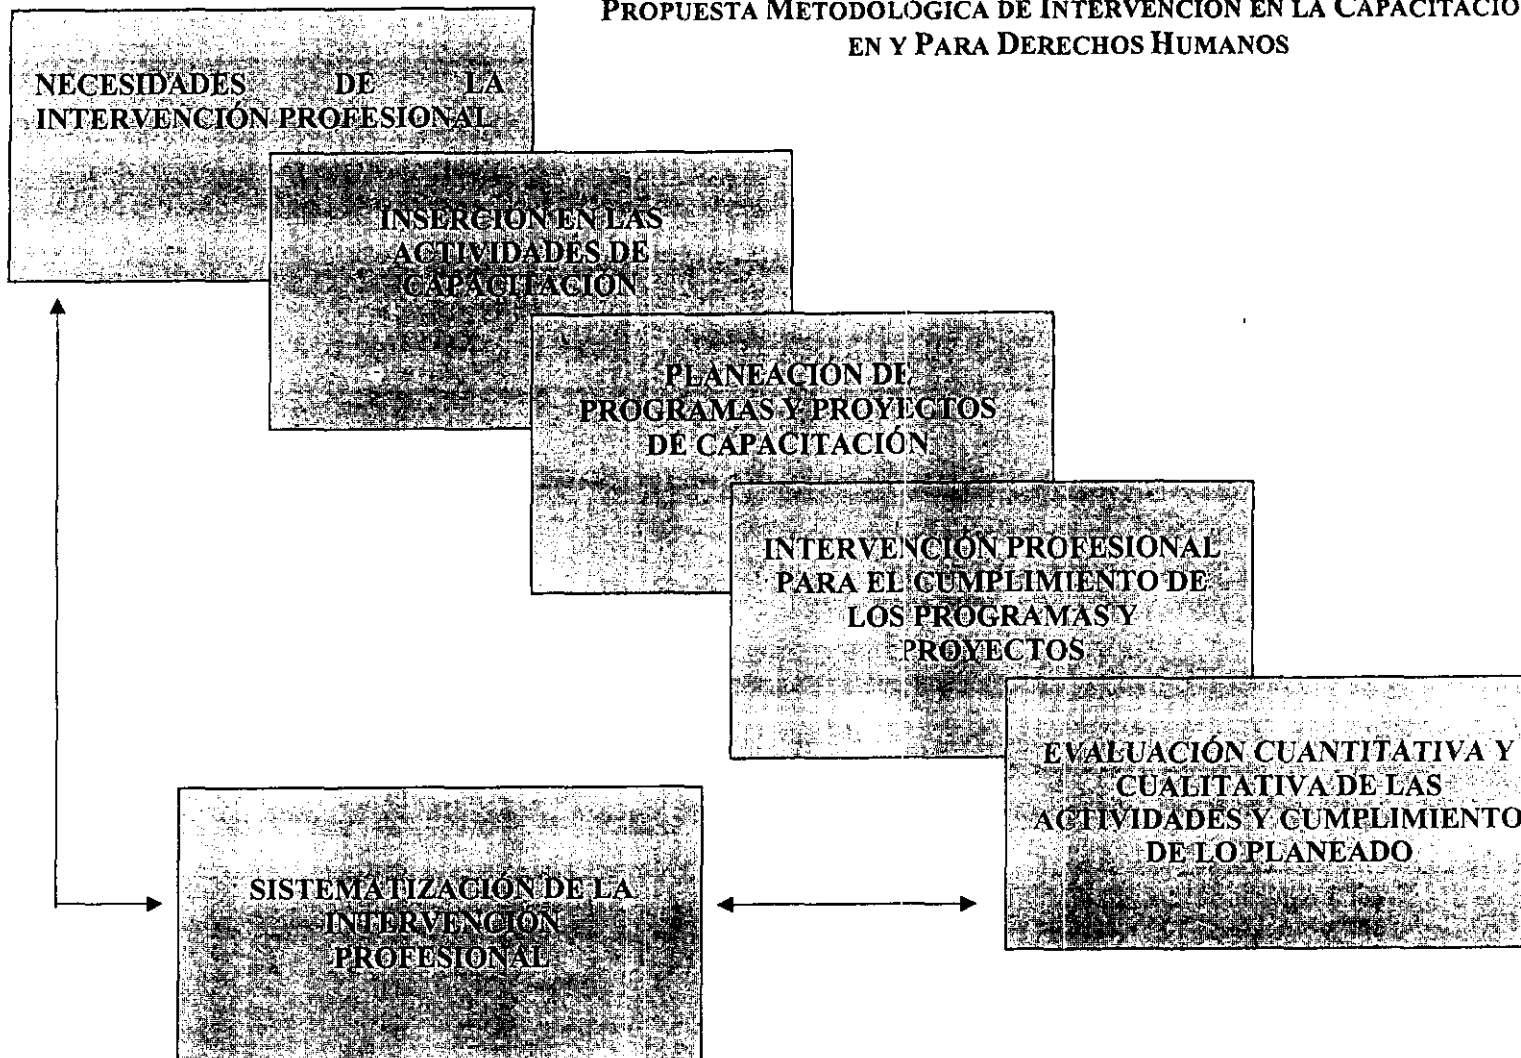 PROPUESTA METODOLÓGICA DE INTERVENCIÓN EN LA CAPACITACIÓ
EN Y PARA DERECHOS HUMANOS
NECESIDADES DE LA
INTERVENCIÓN PROFESIONAL
INSERCIÓN EN LAS
ACTIVIDADES DE
CAPACITACIÓN
PLANEACIÓN DE
PROGRAMAS Y PROYECTOS
DE CAPACITACIÓN
INTERVENCIÓN PROFESIONAL
PARA EL CUMPLIMIENTO DE
LOS PROGRAMAS Y
PROYECTOS
EVALUACIÓN CUANTITATIVA Y
CUALITATIVA DE LAS
ACTIVIDADES Y CUMPLIMIENTO
DE LO PLANEADO
SISTEMATIZACIÓN DE LA
INTERVENCIÓN
PROFESIONAL